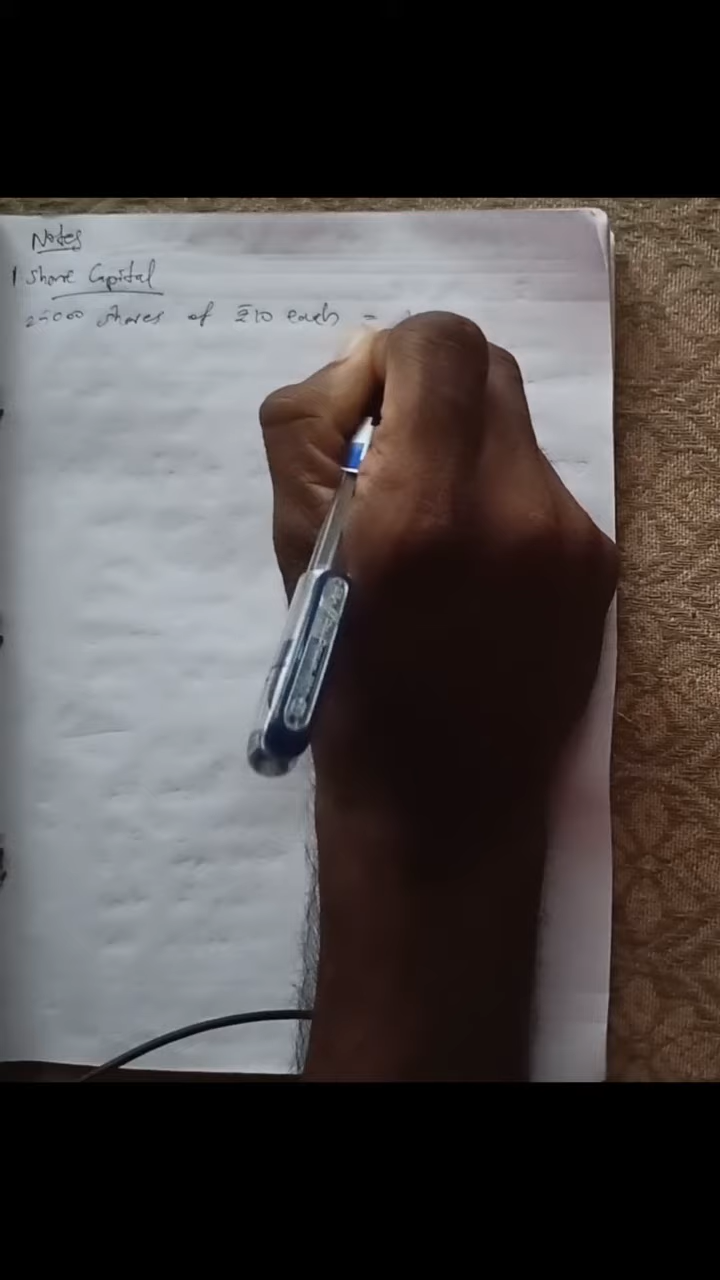 Notes
1 Share Capital
25000 shares of ₹10 each =